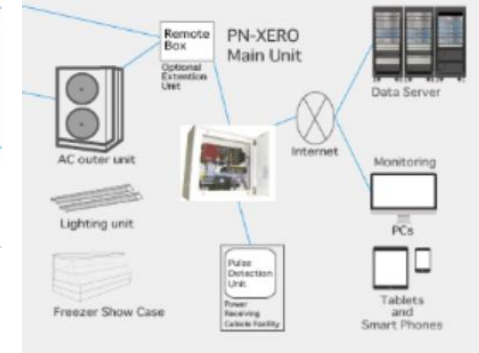 Remote
Box
Optional
Extention
Unit
PN-XERO
Main Unit
Data Server
AC outer unit
Internet
Monitoring
Lighting unit
PCs
Pulse
Detection
Unit
Power
Receiving
Cubicle Facility
Freezer Show Case
Tablets
and
Smart Phones